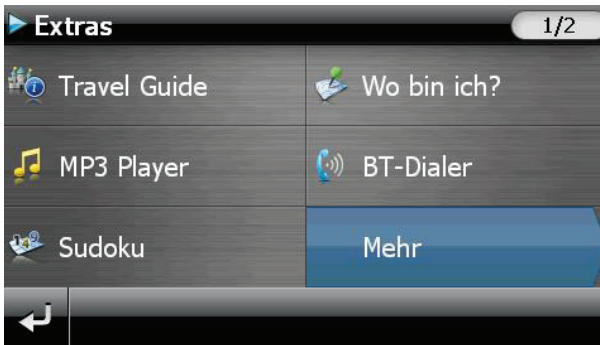 Extras
1/2
Travel Guide
Wo bin ich?
MP3 Player
BT-Dialer
Sudoku
Mehr